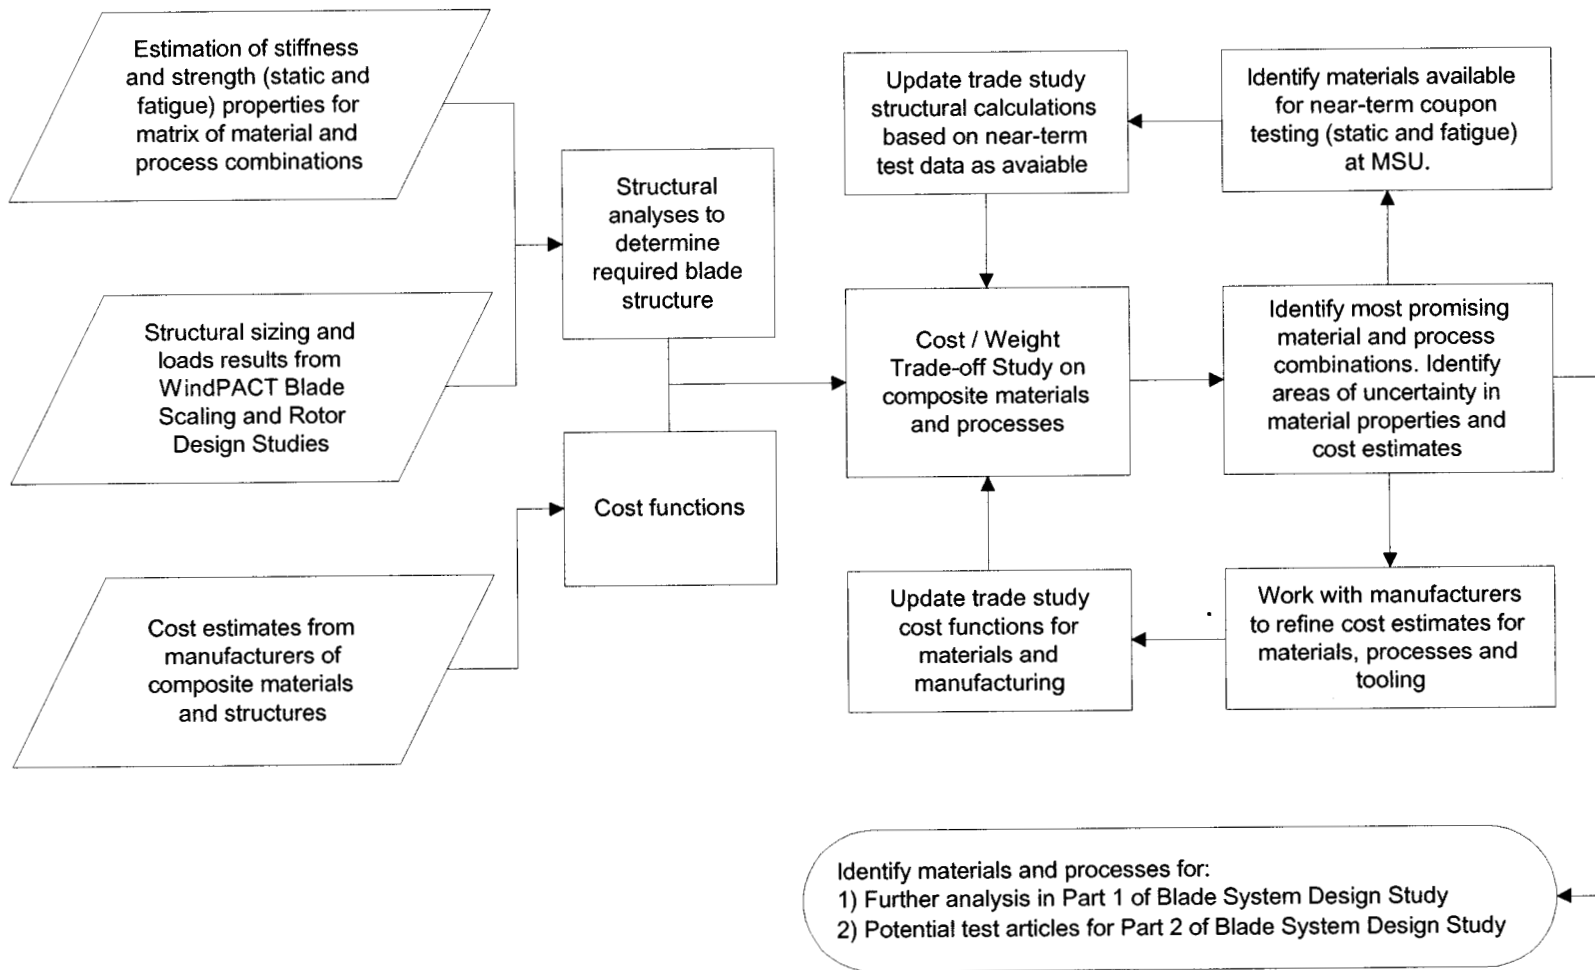 Estimation of stiffness
and strength (static and
fatigue) properties for
matrix of material and
process combinations
Structural sizing and
loads results from
WindPACT Blade
Scaling and Rotor
Design Studies
Cost estimates from
manufacturers of
composite materials
and structures
Structural
analyses to
determine
required blade
structure
Cost functions
Update trade study
structural calculations
based on near-term
test data as avaiable
Cost / Weight
Trade-off Study on
composite materials
and processes
Update trade study
cost functions for
materials and
manufacturing
Identify materials available
for near-term coupon
testing (static and fatigue)
at MSU.
Identify most promising
material and process
combinations. Identify
areas of uncertainty in
material properties and
cost estimates
Work with manufacturers
to refine cost estimates for
materials, processes and
tooling
Identify materials and processes for:
1) Further analysis in Part 1 of Blade System Design Study
2) Potential test articles for Part 2 of Blade System Design Study